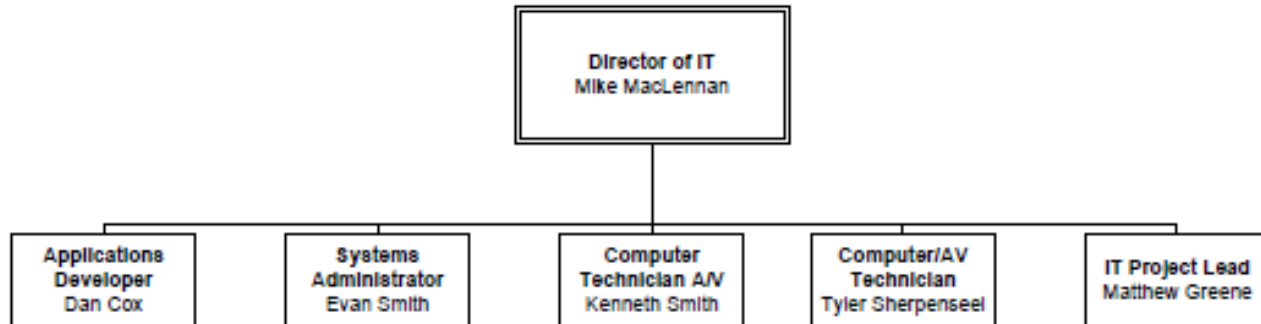 Director of IT
Mike MacLennan
Applications
Developer
Dan Cox
Systems
Administrator
Evan Smith
Computer
Technician A/V
Kenneth Smith
Computer/AV
Technician
Tyler Sherpenseel
IT Project Lead
Matthew Greene